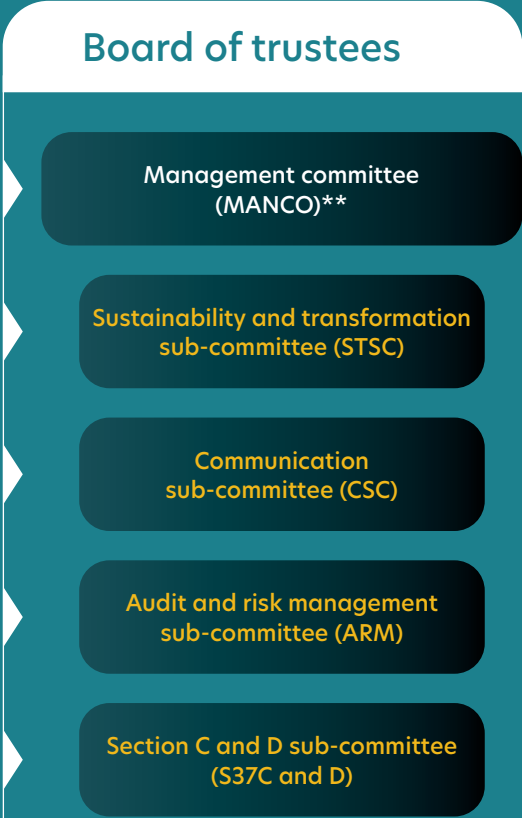 Board of trustees
Management committee
(MANCO)**
Sustainability and transformation
sub-committee (STSC)
Communication
sub-committee (CSC)
Audit and risk management
sub-committee (ARM)
Section C and D sub-committee
(S37C and D)